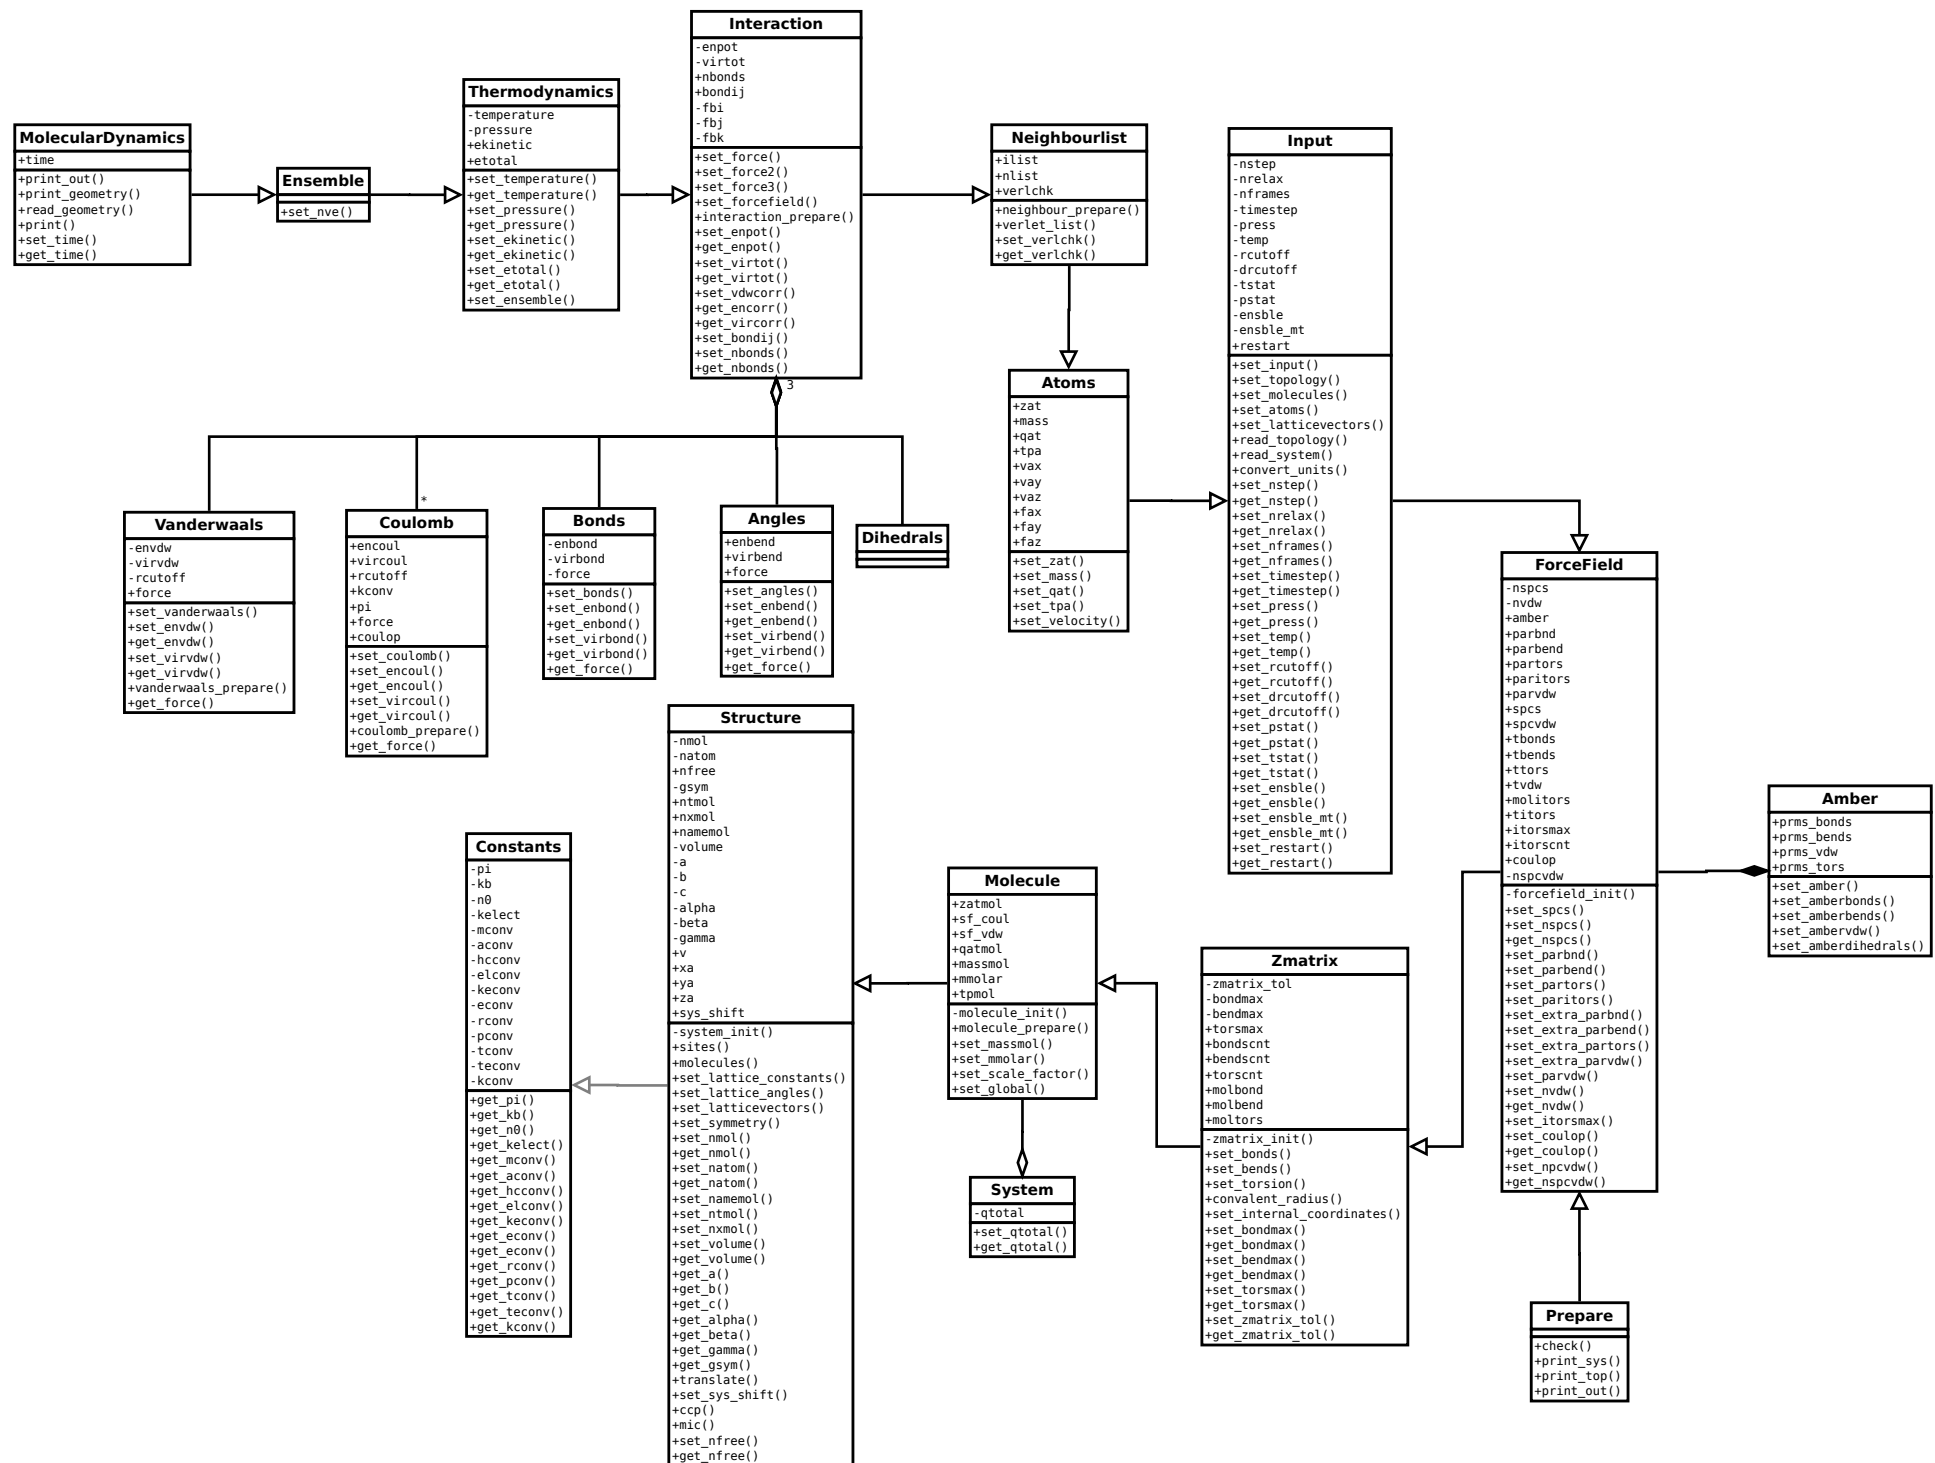 MolecularDynamics
+time
+print_out()
+print_geometry()
+read_geometry()
+print()
+set_time()
+get_time()
Ensemble
+set_nve()
Thermodynamics
-temperature
-pressure
+ekinetic
+etotal
+set_temperature()
+get_temperature()
+set_pressure()
+get_pressure()
+set_ekinetic()
+get_ekinetic()
+set_etotal()
+get_etotal()
+set_ensemble()
Interaction
-enpot
-virtot
+nbonds
+bondij
-fbi
-fbj
-fbk
+set_force()
+set_force2()
+set_force3()
+set_forcefield()
+interaction_prepare()
+set_enpot()
+get_enpot()
+set_virtot()
+get_virtot()
+set_vdwcorr()
+get_encorr()
+get_vircorr()
+set_bondij()
+set_nbonds()
+get_nbonds()
3
Neighbourlist
+ilist
+nlist
+verlchk
+neighbour_prepare()
+verlet_list()
+set_verlchk()
+get_verlchk()
Input
-nstep
-nrelax
-nframes
-timestep
-press
-temp
-rcutoff
-drcutoff
-tstat
-pstat
-ensble
-ensble_mt
+restart
+set_input()
+set_topology()
+set_molecules()
+set_atoms()
+set_latticevectors()
+read_topology()
+read_system()
+convert_units()
+set_nstep()
+get_nstep()
+set_nrelax()
+get_nrelax()
+set_nframes()
+get_nframes()
+set_timestep()
+get_timestep()
+set_press()
+get_press()
+set_temp()
+get_temp()
+set_rcutoff()
+get_rcutoff()
+set_drcutoff()
+get_drcutoff()
+set_pstat()
+get_pstat()
+set_tstat()
+get_tstat()
+set_ensble()
+get_ensble()
+set_ensble_mt()
+get_ensble_mt()
+set_restart()
+get_restart()
Atoms
+zat
+mass
+qat
+tpa
+vax
+vay
+vaz
+fax
+fay
+faz
+set_zat()
+set_mass()
+set_qat()
+set_tpa()
+set_velocity()
Vanderwaals
-envdw
-virvdw
-rcutoff
+force
+set_vanderwaals()
+set_envdw()
+get_envdw()
+set_virvdw()
+get_virvdw()
+vanderwaals_prepare()
+get_force()
*
Coulomb
+encoul
+vircoul
+rcutoff
+kconv
+pi
+force
+coulop
+set_coulomb()
+set_encoul()
+get_encoul()
+set_vircoul()
+get_vircoul()
+coulomb_prepare()
+get_force()
Bonds
-enbond
-virbond
-force
+set_bonds()
+set_enbond()
+get_enbond()
+set_virbond()
+get_virbond()
+get_force()
Angles
+enbend
+virbend
+force
+set_angles()
+set_enbend()
+get_enbend()
+set_virbend()
+get_virbend()
+get_force()
Dihedrals
ForceField
-nspcs
-nvdw
+amber
+parbnd
+parbend
+partors
+paritors
+parvdw
+spcs
+spcvdw
+tbonds
+tbends
+ttors
+tvdw
+molitors
+titors
+itorsmax
+itorscnt
+coulop
-nspcvdw
-forcefield_init()
+set_spcs()
+set_nspcs()
+get_nspcs()
+set_parbnd()
+set_parbend()
+set_partors()
+set_paritors()
+set_extra_parbnd()
+set_extra_parbend()
+set_extra_partors()
+set_extra_parvdw()
+set_parvdw()
+set_nvdw()
+get_nvdw()
+set_itorsmax()
+set_coulop()
+get_coulop()
+set_npcvdw()
+get_nspcvdw()
Amber
+prms_bonds
+prms_bends
+prms_vdw
+prms_tors
+set_amber()
+set_amberbonds()
+set_amberbends()
+set_ambervdw()
+set_amberdihedrals()
Structure
-nmol
-natom
+nfree
-gsym
+ntmol
+nxmol
+namemol
-volume
-a
-b
-c
-alpha
-beta
-gamma
+v
+xa
+ya
+za
+sys_shift
-system_init()
+sites()
+molecules()
+set_lattice_constants()
+set_lattice_angles()
+set_latticevectors()
+set_symmetry()
+set_nmol()
+get_nmol()
+set_natom()
+get_natom()
+set_namemol()
+set_ntmol()
+set_nxmol()
+set_volume()
+get_volume()
+get_a()
+get_b()
+get_c()
+get_alpha()
+get_beta()
+get_gamma()
+get_gsym()
+translate()
+set_sys_shift()
+ccp()
+mic()
+set_nfree()
+get_nfree()
Constants
-pi
-kb
-n0
-kelect
-mconv
-aconv
-hcconv
-elconv
-keconv
-econv
-rconv
-pconv
-tconv
-teconv
-kconv
+get_pi()
+get_kb()
+get_n0()
+get_kelect()
+get_mconv()
+get_aconv()
+get_hcconv()
+get_elconv()
+get_keconv()
+get_econv()
+get_econv()
+get_rconv()
+get_pconv()
+get_tconv()
+get_teconv()
+get_kconv()
Molecule
+zatmol
+sf_coul
+sf_vdw
+qatmol
+massmol
+mmolar
+tpmol
-molecule_init()
+molecule_prepare()
+set_massmol()
+set_mmolar()
+set_scale_factor()
+set_global()
System
-qtotal
+set_qtotal()
+get_qtotal()
Zmatrix
-zmatrix_tol
-bondmax
-bendmax
+torsmax
+bondscnt
+bendscnt
+torscnt
+molbond
+molbend
+moltors
-zmatrix_init()
+set_bonds()
+set_bends()
+set_torsion()
+convalent_radius()
+set_internal_coordinates()
+set_bondmax()
+get_bondmax()
+set_bendmax()
+get_bendmax()
+set_torsmax()
+get_torsmax()
+set_zmatrix_tol()
+get_zmatrix_tol()
Prepare
+check()
+print_sys()
+print_top()
+print_out()